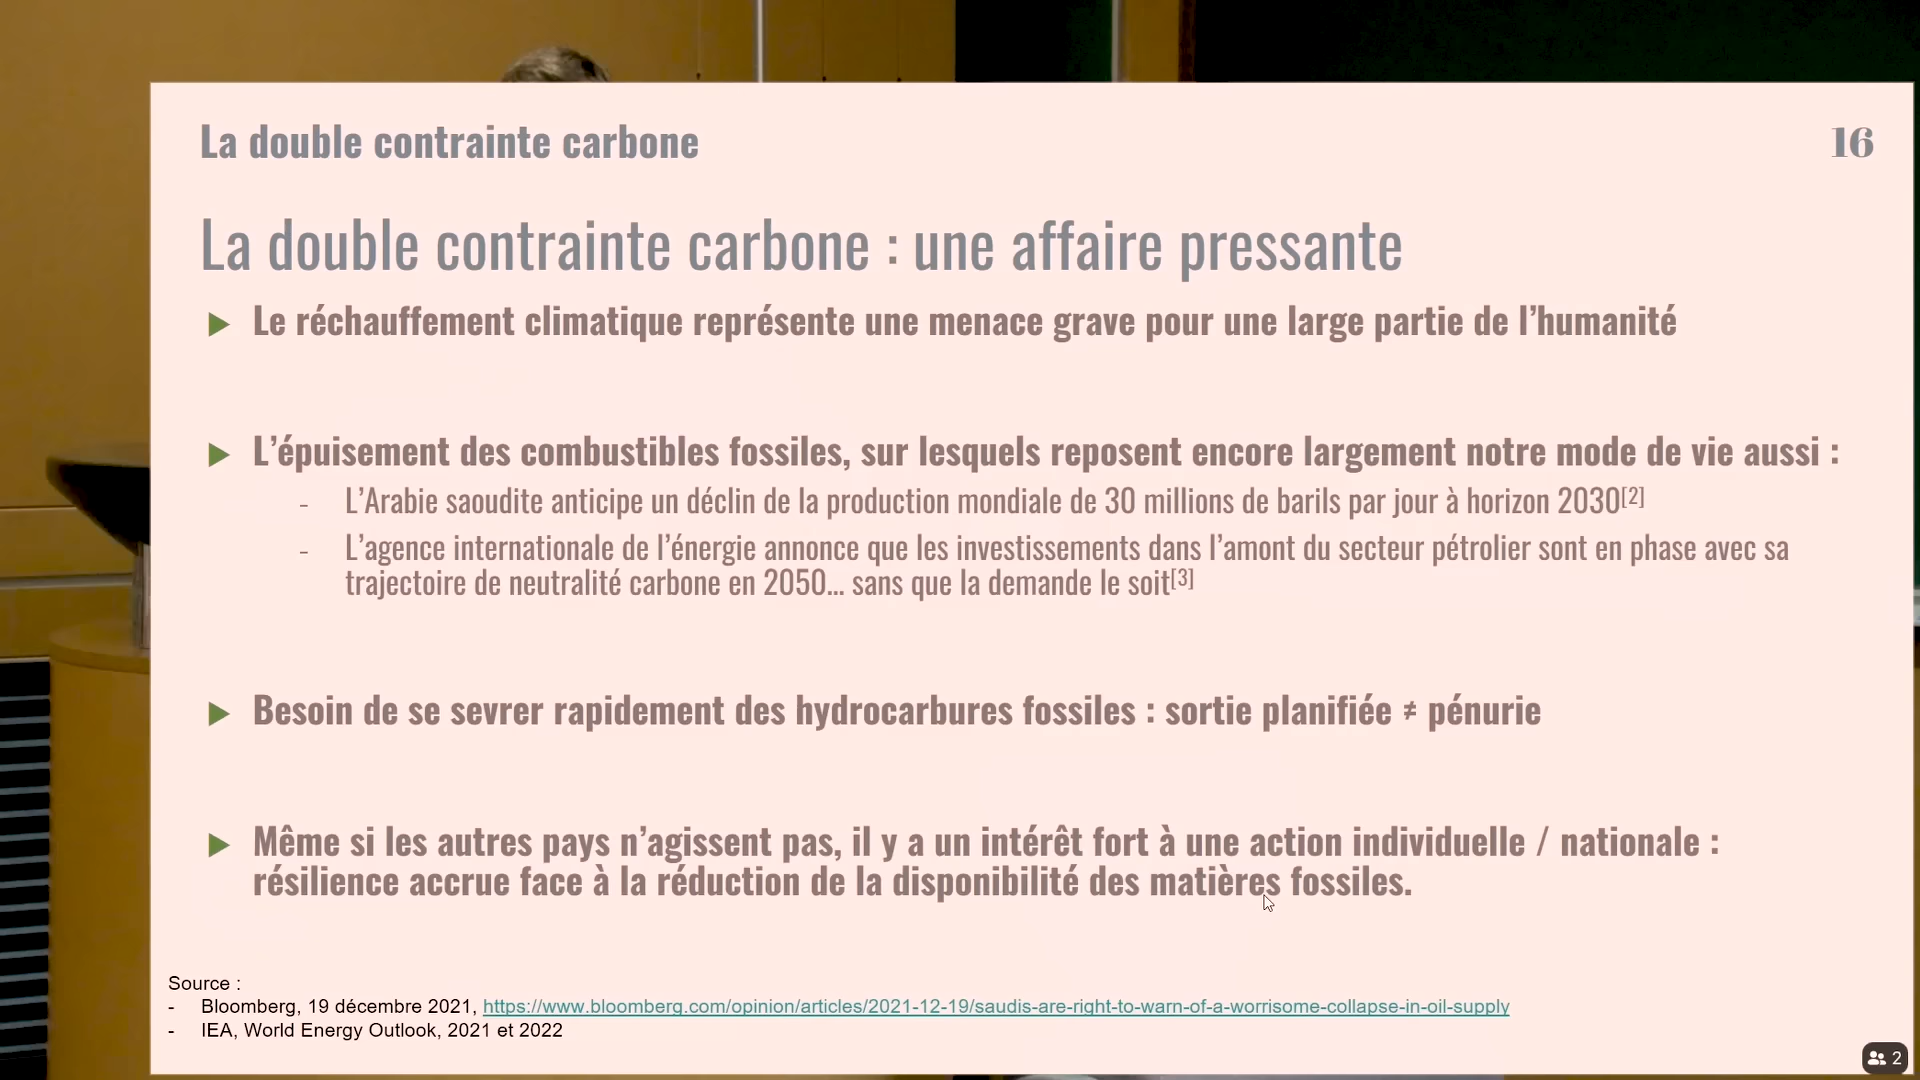 La double contrainte carbone
16
La double contrainte carbone : une affaire pressante
▶ Le réchauffement climatique représente une menace grave pour une large partie de l’humanité
▶ L’épuisement des combustibles fossiles, sur lesquels reposent encore largement notre mode de vie aussi :
- L’Arabie saoudite anticipe un déclin de la production mondiale de 30 millions de barils par jour à horizon 2030[2]
- L’agence internationale de l’énergie annonce que les investissements dans l’amont du secteur pétrolier sont en phase avec sa
trajectoire de neutralité carbone en 2050... sans que la demande le soit[3]
▶ Besoin de se sevrer rapidement des hydrocarbures fossiles : sortie planifiée ≠ pénurie
▶ Même si les autres pays n’agissent pas, il y a un intérêt fort à une action individuelle / nationale :
résilience accrue face à la réduction de la disponibilité des matières fossiles.
Source :
- Bloomberg, 19 décembre 2021, https://www.bloomberg.com/opinion/articles/2021-12-19/saudis-are-right-to-warn-of-a-worrisome-collapse-in-oil-supply
- IEA, World Energy Outlook, 2021 et 2022
2